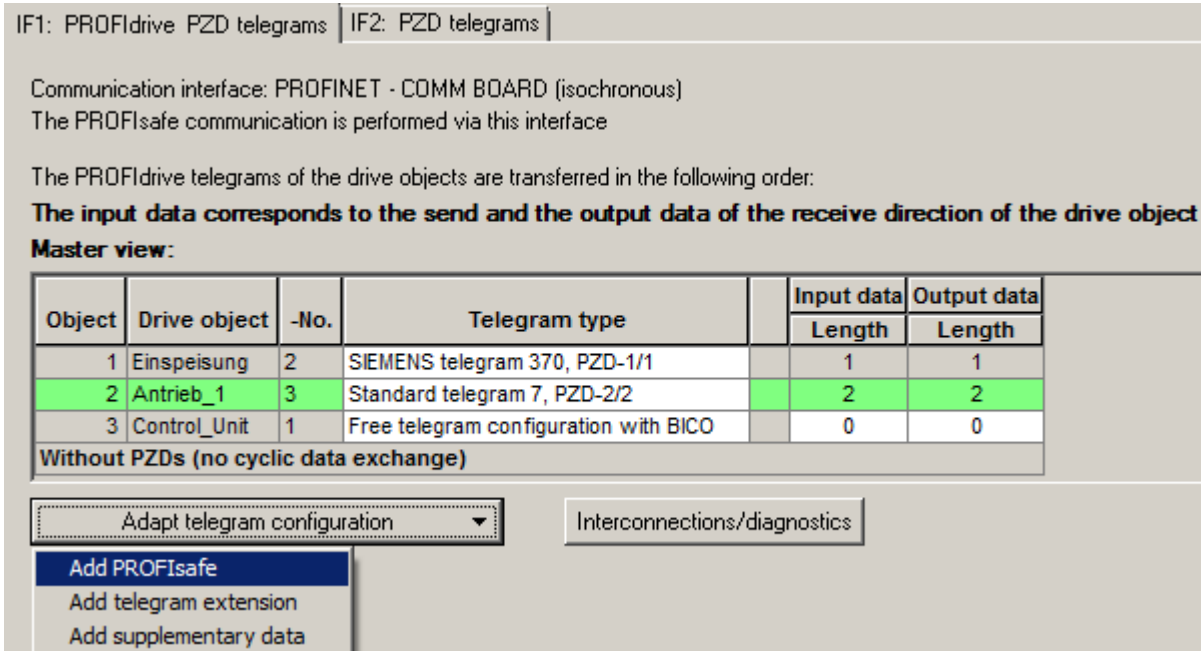 IF1: PROFIdrive PZD telegrams IF2: PZD telegrams
Communication interface: PROFINET - COMM BOARD (isochronous)
The PROFIsafe communication is performed via this interface
The PROFIdrive telegrams of the drive objects are transferred in the following order:
The input data corresponds to the send and the output data of the receive direction of the drive object
Master view:
Object Drive object -No. Telegram type Input data Output data
Length Length
1 Einspeisung 2 SIEMENS telegram 370, PZD-1/1 1 1
2 Antrieb_1 3 Standard telegram 7, PZD-2/2 2 2
3 Control_Unit 1 Free telegram configuration with BICO 0 0
Without PZDs (no cyclic data exchange)
Adapt telegram configuration Interconnections/diagnostics
Add PROFIsafe
Add telegram extension
Add supplementary data